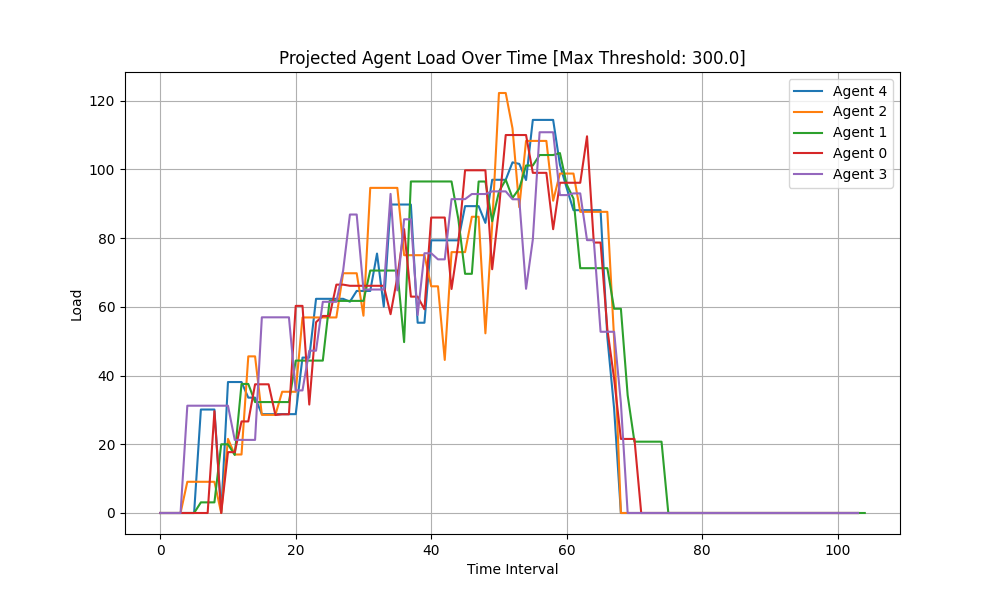 Projected Agent Load Over Time [Max Threshold: 300.0]
120
100
80
60
40
20
0
Load
0 20 40 60 80 100
Time Interval
Agent 4
Agent 2
Agent 1
Agent 0
Agent 3